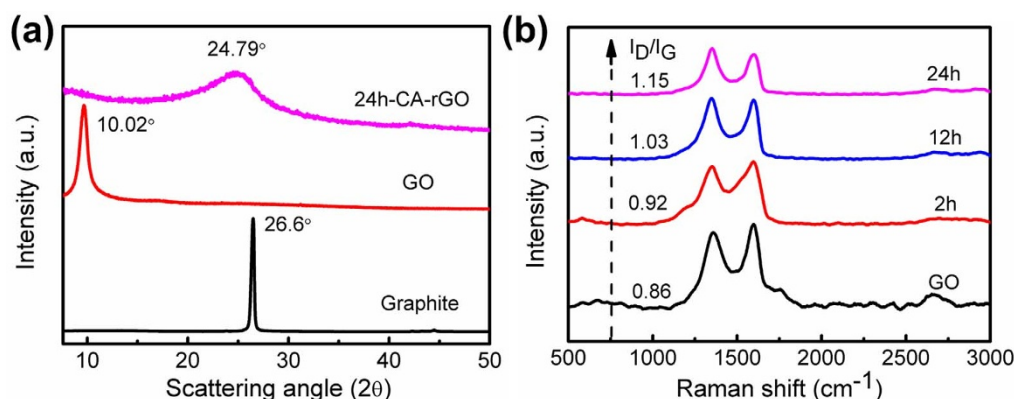 (a)
24.79°
24h-CA-rGO
10.02°
GO
26.6°
Graphite
Intensity (a.u.)
10 20 30 40 50
Scattering angle (2θ)
(b)
I_D/I_G
1.15
24h
1.03
12h
0.92
2h
0.86
GO
Intensity (a.u.)
500 1000 1500 2000 2500 3000
Raman shift (cm⁻¹)